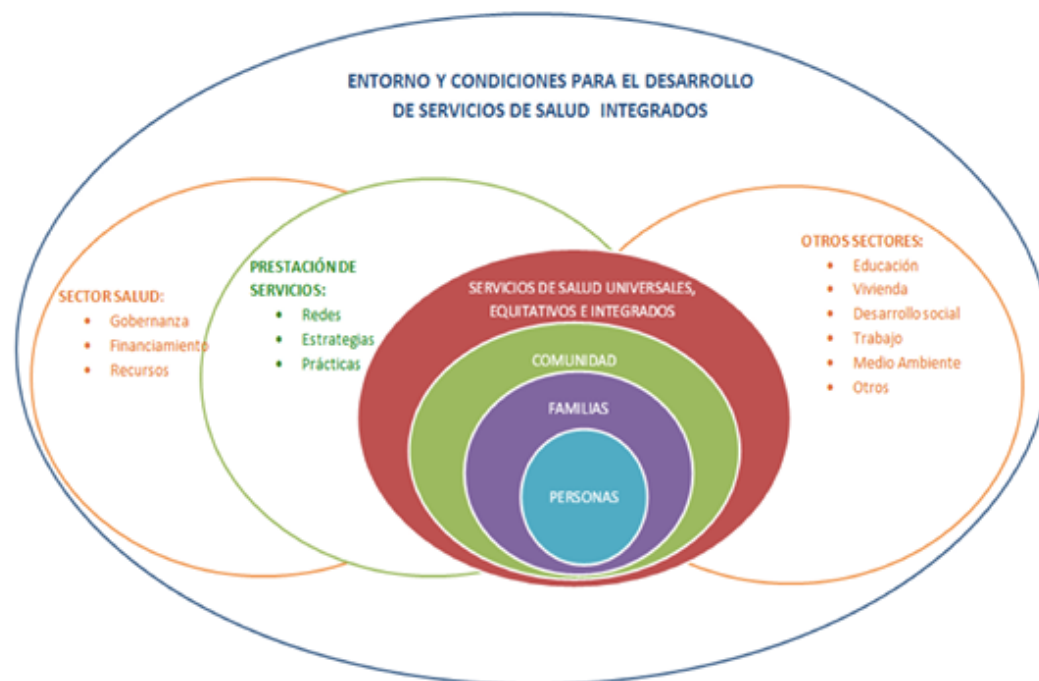 ENTORNO Y CONDICIONES PARA EL DESARROLLO
DE SERVICIOS DE SALUD INTEGRADOS
SECTOR SALUD:
• Gobernanza
• Financiamiento
• Recursos
PRESTACIÓN DE
SERVICIOS:
• Redes
• Estrategias
• Prácticas
SERVICIOS DE SALUD UNIVERSALES,
EQUITATIVOS E INTEGRADOS
COMUNIDAD
FAMILIAS
PERSONAS
OTROS SECTORES:
• Educación
• Vivienda
• Desarrollo social
• Trabajo
• Medio Ambiente
• Otros